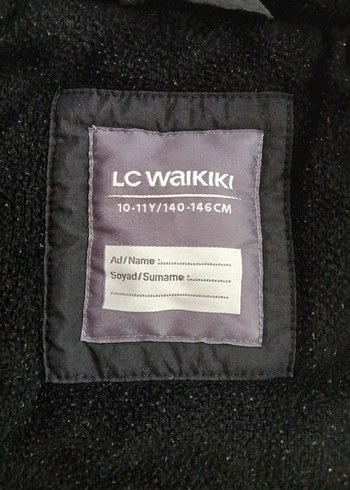 LC WAIKIKI
10-11Y/140-146CM
Ad/Name :....................
Soyad/Surname :............
....................................